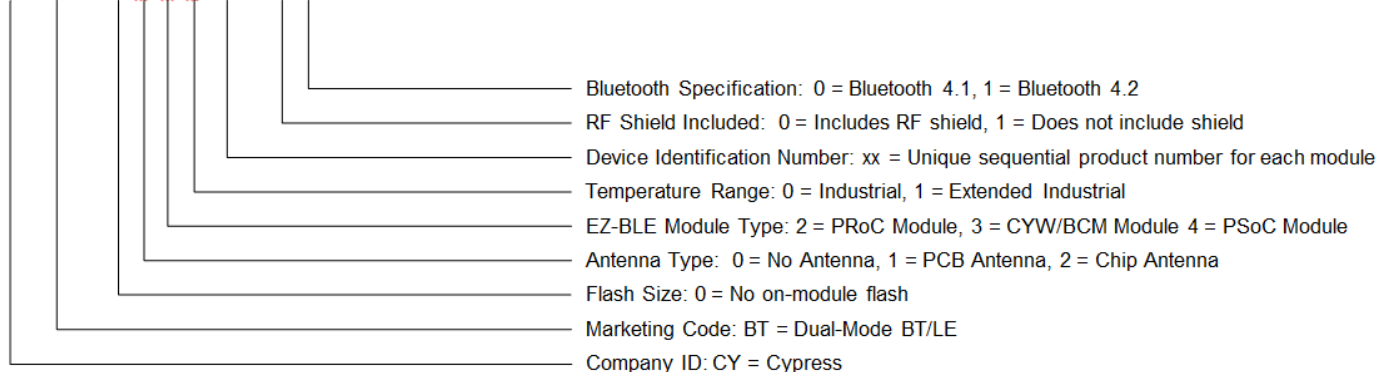 Bluetooth Specification: 0 = Bluetooth 4.1, 1 = Bluetooth 4.2
RF Shield Included: 0 = Includes RF shield, 1 = Does not include shield
Device Identification Number: xx = Unique sequential product number for each module
Temperature Range: 0 = Industrial, 1 = Extended Industrial
EZ-BLE Module Type: 2 = PRoC Module, 3 = CYW/BCM Module 4 = PSoC Module
Antenna Type: 0 = No Antenna, 1 = PCB Antenna, 2 = Chip Antenna
Flash Size: 0 = No on-module flash
Marketing Code: BT = Dual-Mode BT/LE
Company ID: CY = Cypress